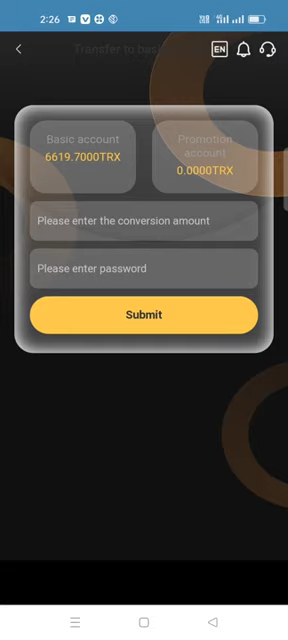 2:26
Transfer to basi
EN
Basic account
6619.7000TRX
Promotion
account
0.0000TRX
Please enter the conversion amount
Please enter password
Submit